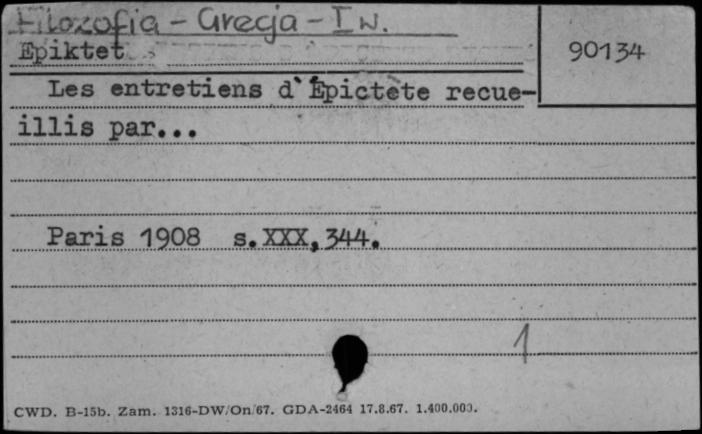 Filozofia - Grecja - I w.
Epiktet
90134
Les entretiens d`Épictete recue-
illis par...
Paris 1908 s.XXX,344.
1
CWD. B-15b. Zam. 1316-DW/On/67. GDA-2464 17.8.67. 1.400.000.